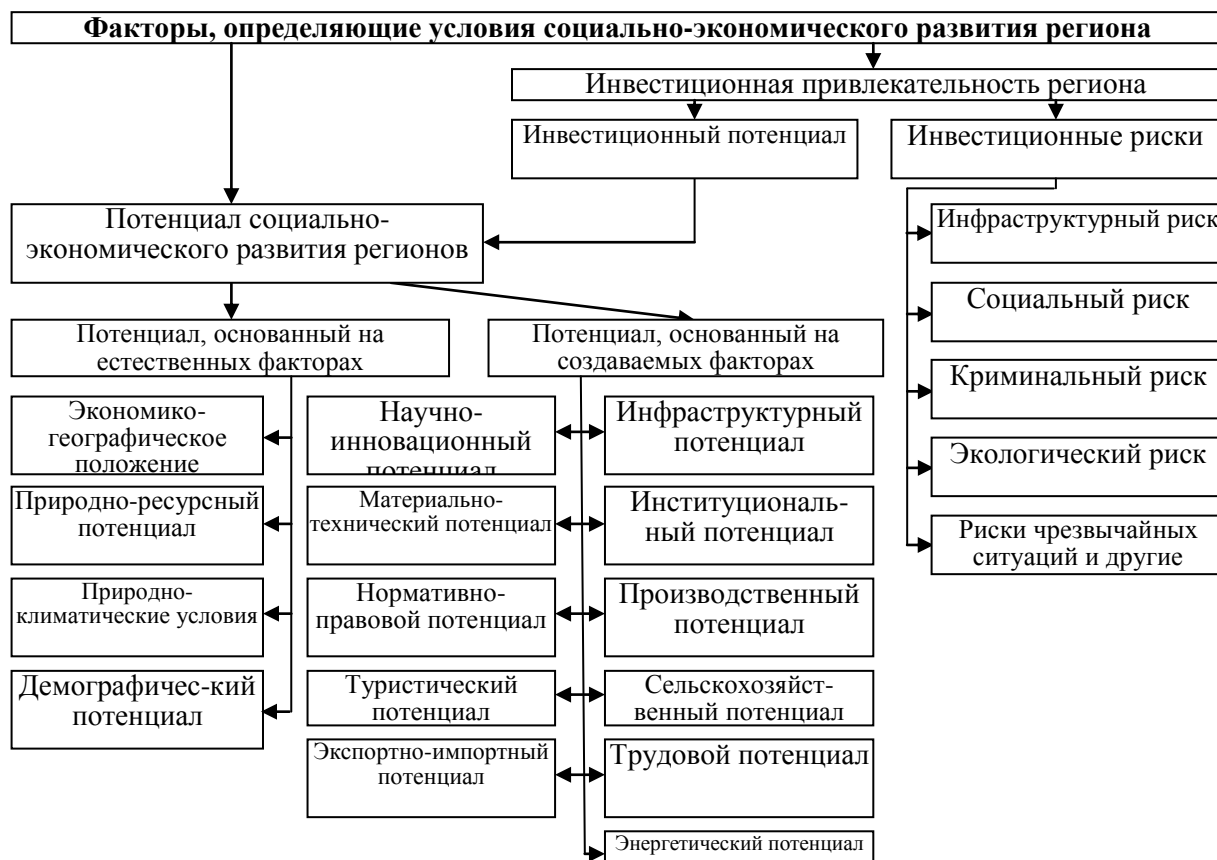 Факторы, определяющие условия социально-экономического развития региона
Инвестиционная привлекательность региона
Инвестиционный потенциал
Инвестиционные риски
Потенциал социально-
экономического развития регионов
Инфраструктурный риск
Социальный риск
Криминальный риск
Экологический риск
Риски чрезвычайных
ситуаций и другие
Потенциал, основанный на
естественных факторах
Потенциал, основанный на
создаваемых факторах
Экономико-
географическое
положение
Природно-ресурсный
потенциал
Природно-
климатические условия
Демографичес-кий
потенциал
Научно-
инновационный
потенциал
Инфраструктурный
потенциал
Материально-
технический потенциал
Институциональ-
ный потенциал
Нормативно-
правовой потенциал
Производственный
потенциал
Туристический
потенциал
Сельскохозяйст-
венный потенциал
Экспортно-импортный
потенциал
Трудовой потенциал
Энергетический потенциал